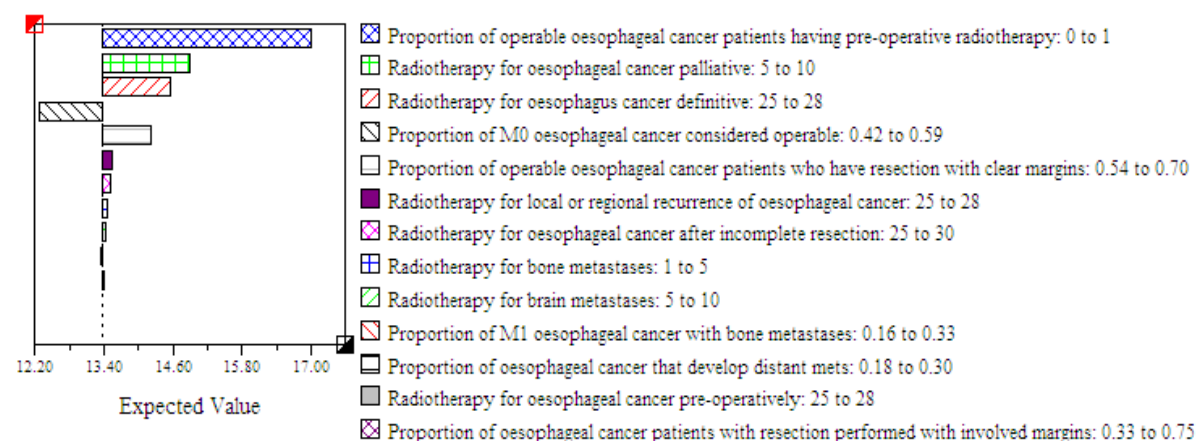 Proportion of operable oesophageal cancer patients having pre-operative radiotherapy: 0 to 1
Radiotherapy for oesophageal cancer palliative: 5 to 10
Radiotherapy for oesophagus cancer definitive: 25 to 28
Proportion of M0 oesophageal cancer considered operable: 0.42 to 0.59
Proportion of operable oesophageal cancer patients who have resection with clear margins: 0.54 to 0.70
Radiotherapy for local or regional recurrence of oesophageal cancer: 25 to 28
Radiotherapy for oesophageal cancer after incomplete resection: 25 to 30
Radiotherapy for bone metastases: 1 to 5
Radiotherapy for brain metastases: 5 to 10
Proportion of M1 oesophageal cancer with bone metastases: 0.16 to 0.33
Proportion of oesophageal cancer that develop distant mets: 0.18 to 0.30
Radiotherapy for oesophageal cancer pre-operatively: 25 to 28
Proportion of oesophageal cancer patients with resection performed with involved margins: 0.33 to 0.75
12.20 13.40 14.60 15.80 17.00
Expected Value